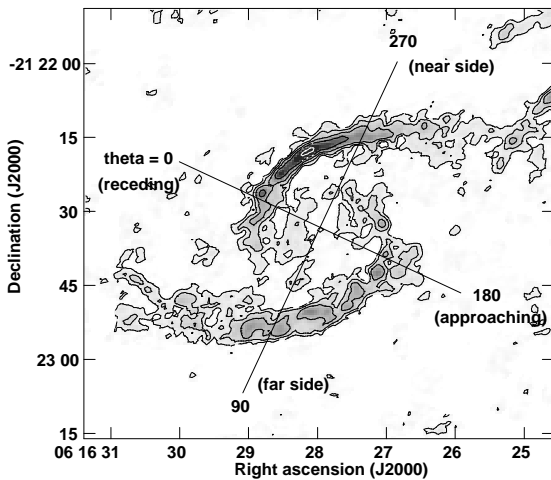 270
(near side)
-21 22 00
15
theta = 0
(receding)
30
Declination (J2000)
45
180
(approaching)
23 00
(far side)
90
15
06 16 31 30 29 28 27 26 25
Right ascension (J2000)